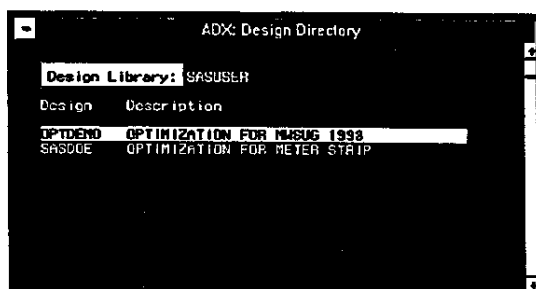 ADX: Design Directory
Design Library: SASUSER
Design Description
OPTDEMO OPTIMIZATION FOR MWSUG 1993
SASDOE OPTIMIZATION FOR METER STRIP